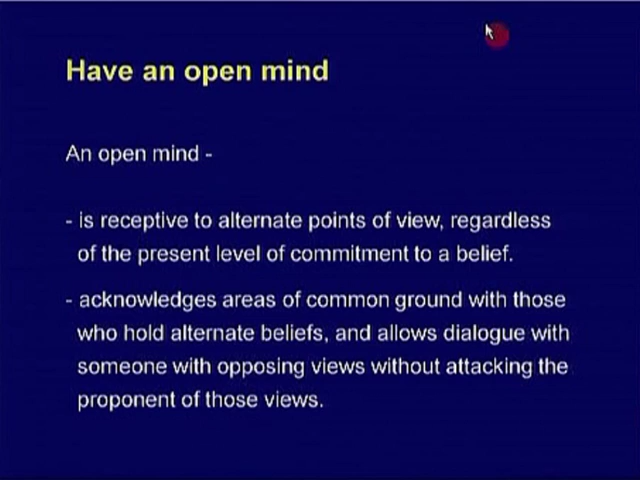 Have an open mind
An open mind -
- is receptive to alternate points of view, regardless
of the present level of commitment to a belief.
- acknowledges areas of common ground with those
who hold alternate beliefs, and allows dialogue with
someone with opposing views without attacking the
proponent of those views.